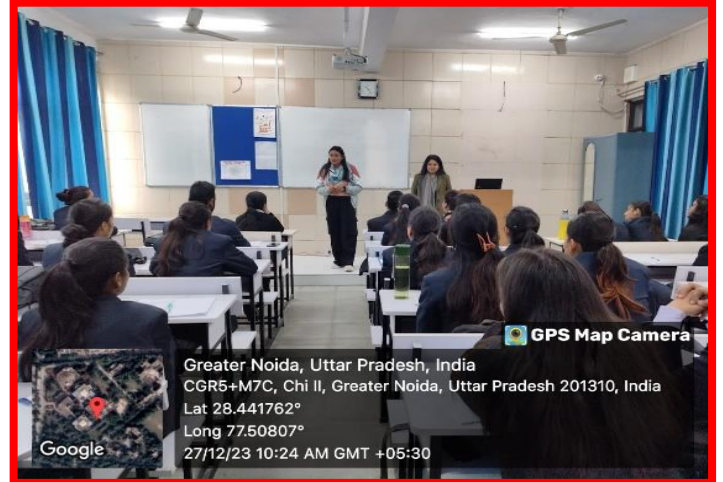 GPS Map Camera
Greater Noida, Uttar Pradesh, India
CGR5+M7C, Chi II, Greater Noida, Uttar Pradesh 201310, India
Lat 28.441762°
Long 77.50807°
27/12/23 10:24 AM GMT +05:30
Google